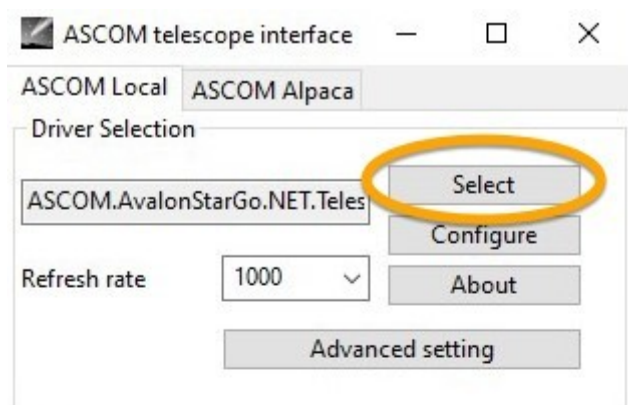 ASCOM telescope interface
ASCOM Local ASCOM Alpaca
Driver Selection
Select
ASCOM.AvalonStarGo.NET.Teles
Configure
Refresh rate 1000
About
Advanced setting